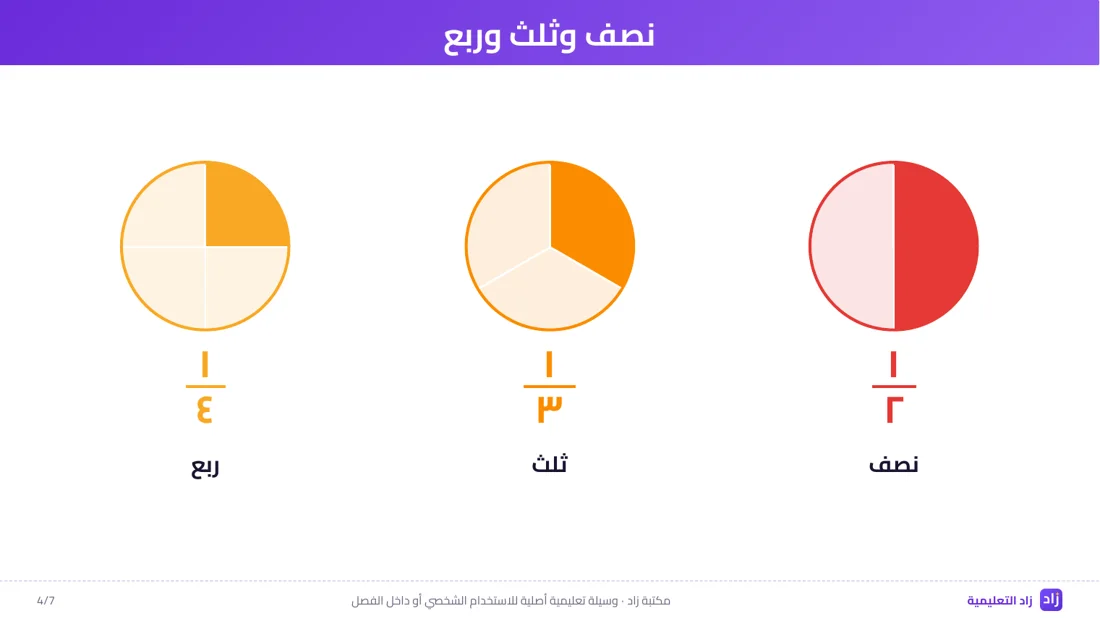 نصف وثلث وربع
١
٢
نصف
١
٣
ثلث
١
٤
ربع
زاد
زاد التعليمية
مكتبة زاد · وسيلة تعليمية أصلية للاستخدام الشخصي أو داخل الفصل
4/7